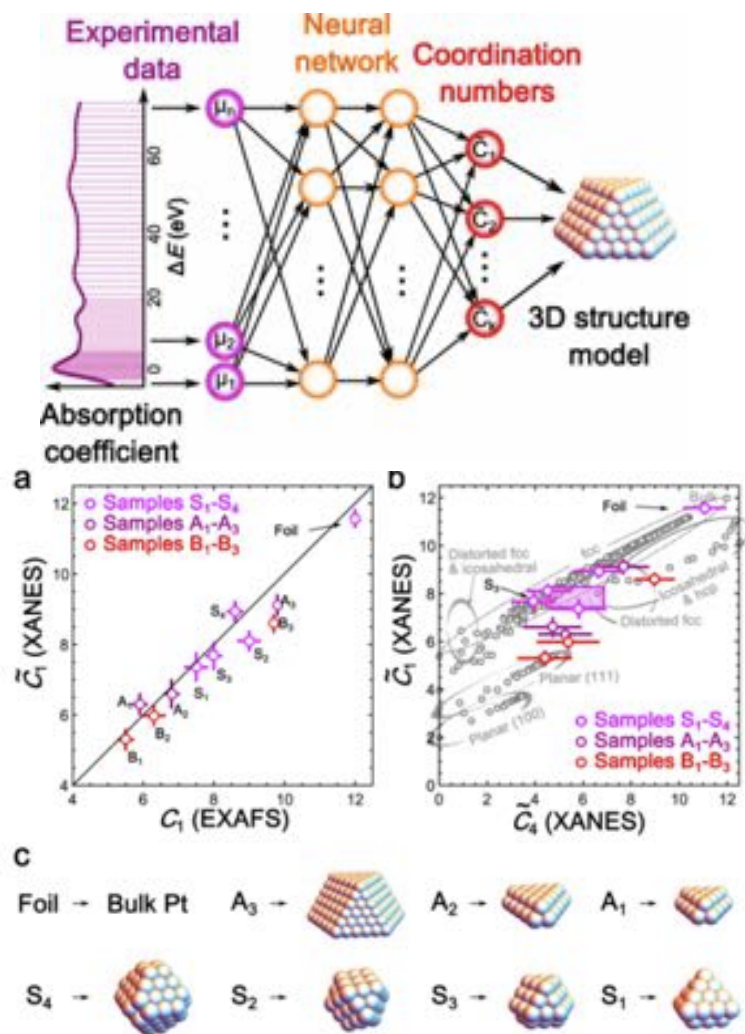 Experimental
data
Neural
network
Coordination
numbers
60
40
20
0
ΔE (eV)
μn
μ2
μ1
C̃1
C̃2
C̃k
3D structure
model
Absorption
coefficient
a
Samples S1-S4
Samples A1-A3
Samples B1-B3
Foil
S4
A3
B3
S2
S3
S1
A1
A2
B2
B1
12
10
8
6
4
4 6 8 10 12
C̃1 (XANES)
C1 (EXAFS)
b
Foil
Bulk
fcc
Distorted fcc
& icosahedral
S3
Icosahedral
& hcp
Distorted fcc
Planar (111)
Planar (100)
Samples S1-S4
Samples A1-A3
Samples B1-B3
12
10
8
6
4
2
0
0 2 4 6 8 10 12
C̃1 (XANES)
C̃4 (XANES)
c
Foil → Bulk Pt A3 → A2 → A1 →
S4 → S2 → S3 → S1 →